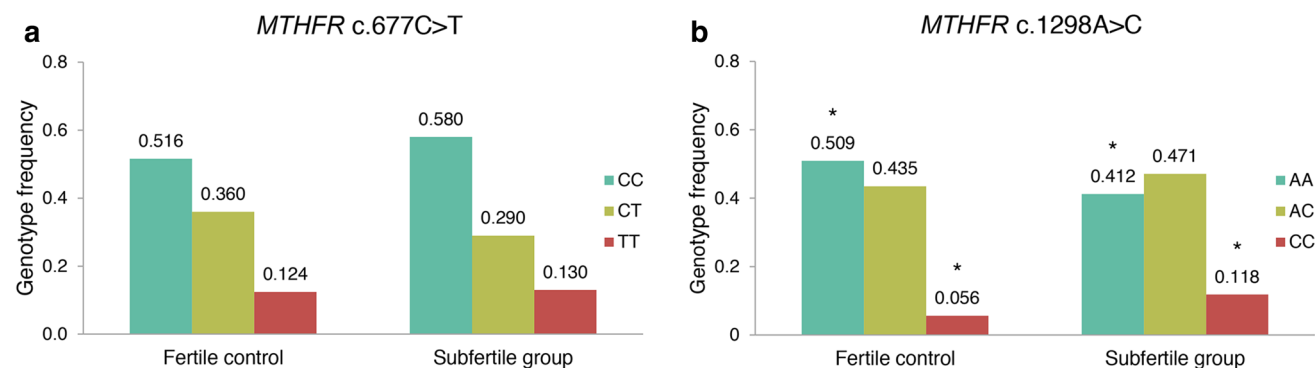 a
MTHFR c.677C>T
Genotype frequency
0.8
0.6
0.4
0.2
0.0
0.516
0.360
0.124
0.580
0.290
0.130
Fertile control
Subfertile group
CC
CT
TT
b
MTHFR c.1298A>C
Genotype frequency
0.8
0.6
0.4
0.2
0
*
0.509
0.435
*
0.056
*
0.412
0.471
*
0.118
Fertile control
Subfertile group
AA
AC
CC